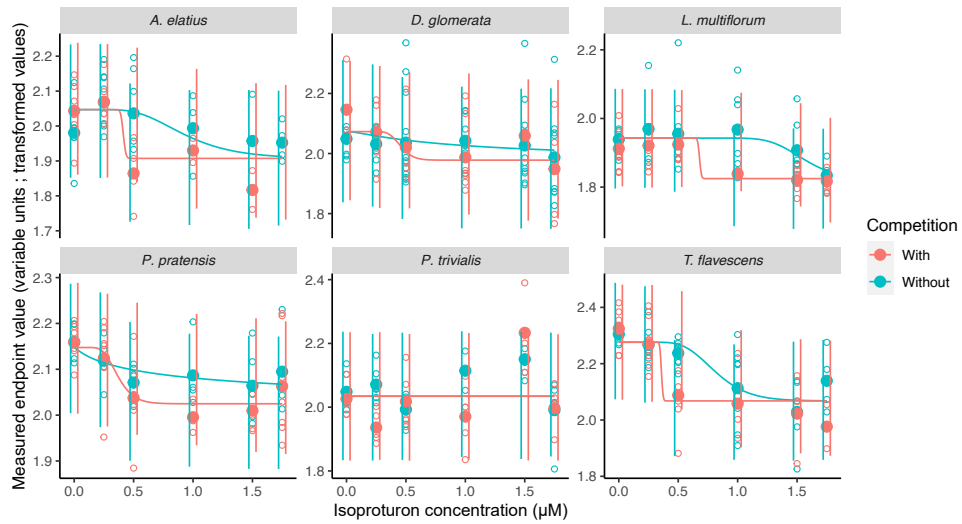 A. elatius
D. glomerata
L. multiflorum
2.2
2.1
2.0
1.9
1.8
1.7
2.2
2.0
1.8
2.2
2.0
1.8
P. pratensis
P. trivialis
T. flavescens
2.3
2.2
2.1
2.0
1.9
2.4
2.2
2.0
1.8
2.4
2.2
2.0
1.8
0.0 0.5 1.0 1.5
0.0 0.5 1.0 1.5
0.0 0.5 1.0 1.5
Isoproturon concentration (μM)
Measured endpoint value (variable units ; transformed values)
Competition
With
Without